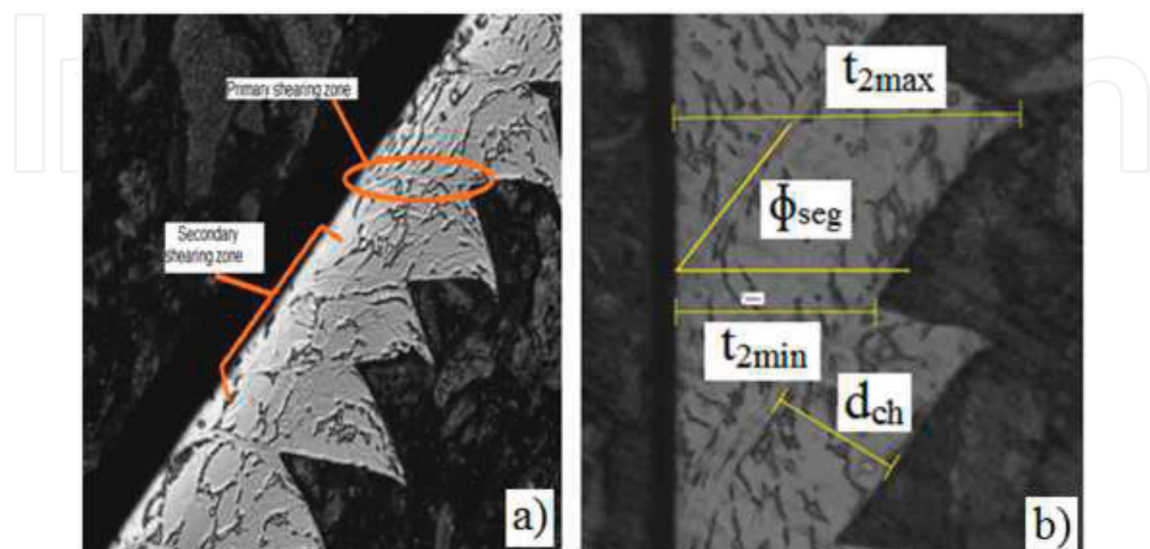 Primary shearing zone
Secondary
shearing zone
a)
t2max
ϕseg
t2min
dch
b)